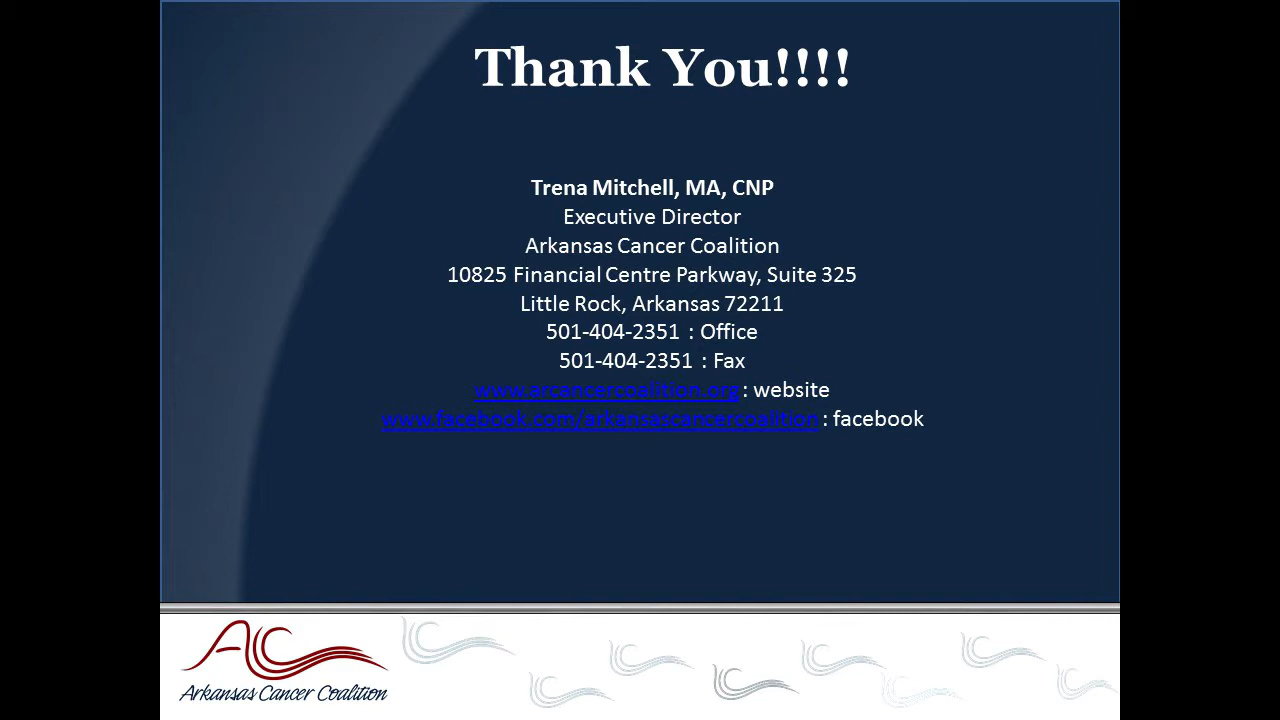 Thank You!!!!
Trena Mitchell, MA, CNP
Executive Director
Arkansas Cancer Coalition
10825 Financial Centre Parkway, Suite 325
Little Rock, Arkansas 72211
501-404-2351 : Office
501-404-2351 : Fax
www.arcancercoalition.org : website
www.facebook.com/arkansascancercoalition : facebook
ACC
Arkansas Cancer Coalition